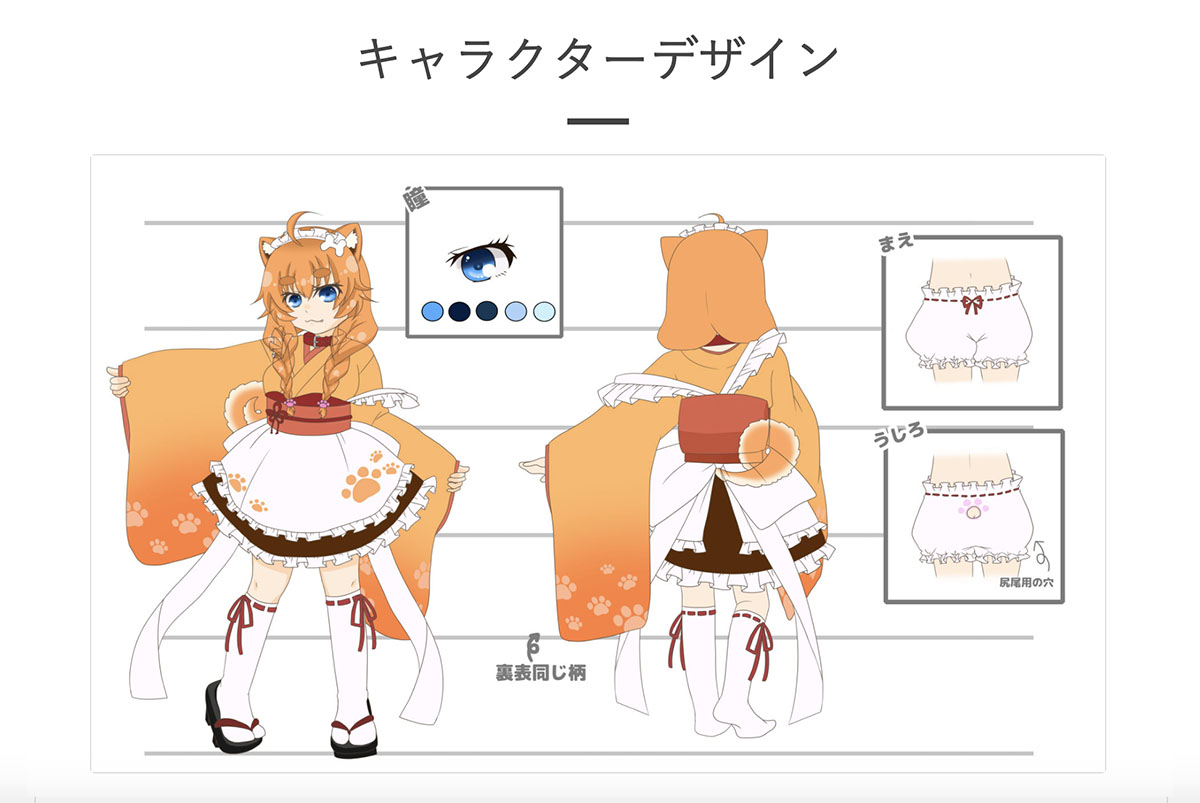 キャラクターデザイン
瞳
まえ
うしろ
尻尾用の穴
裏表同じ柄